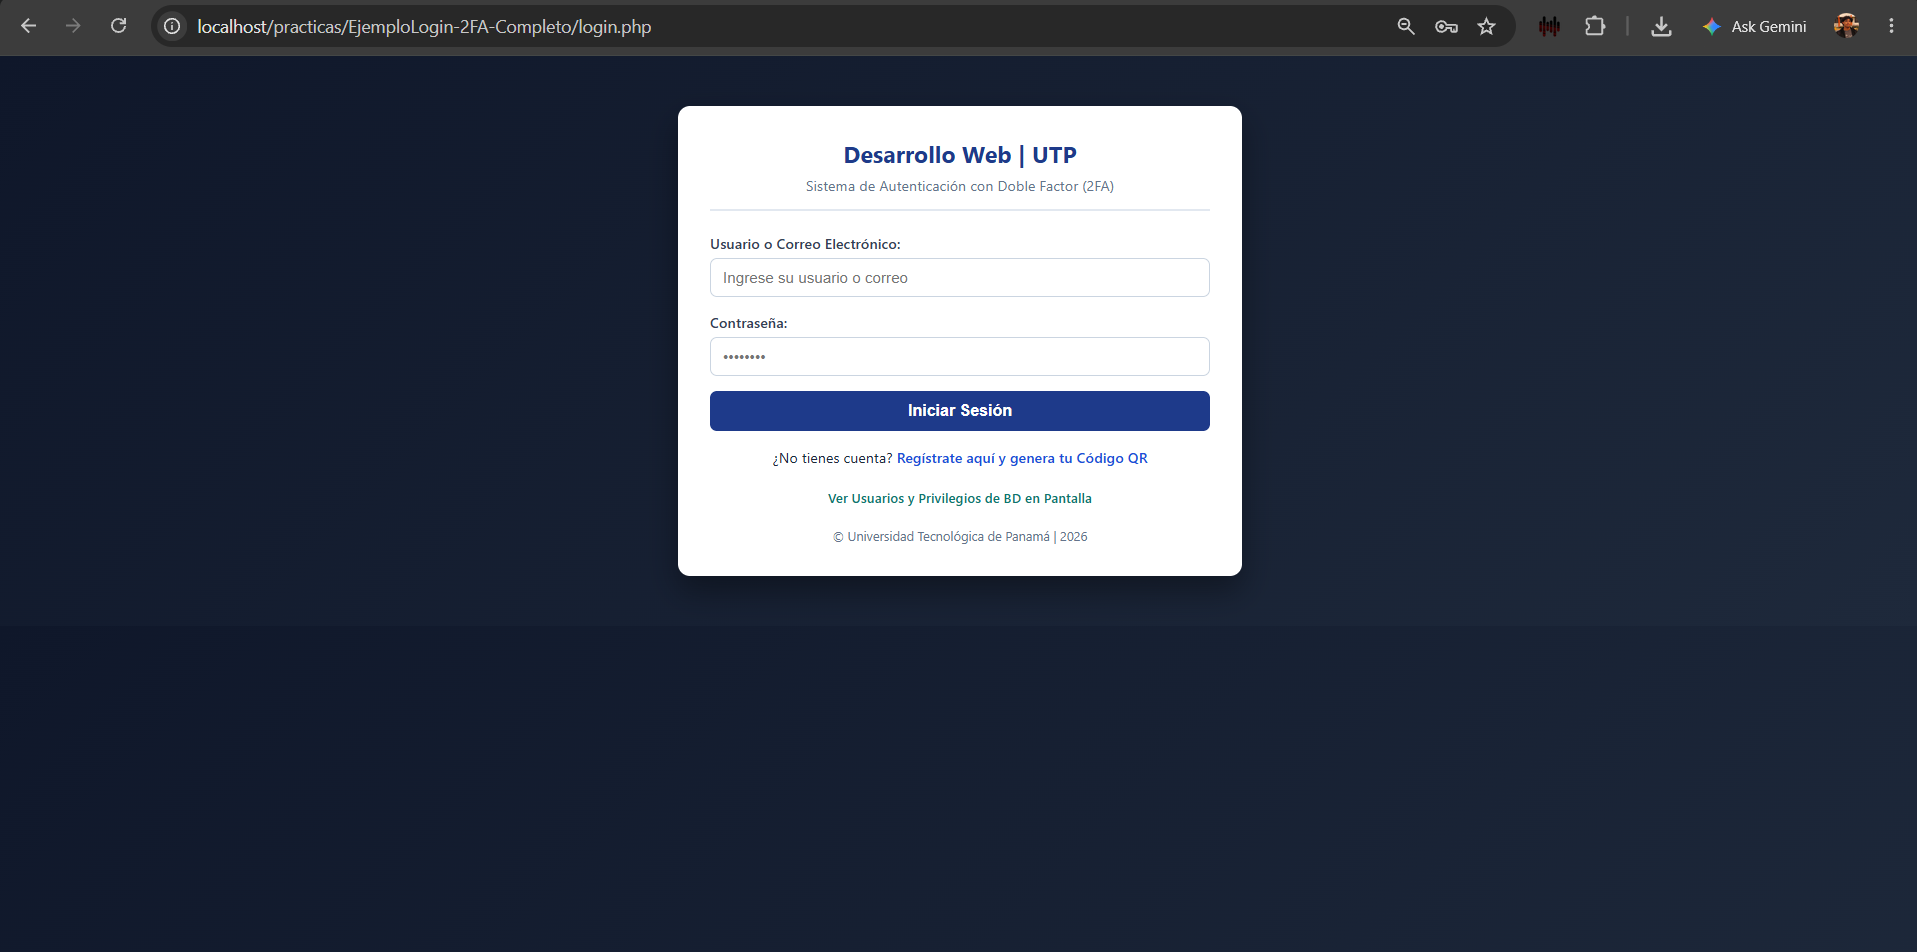 localhost/practicas/EjemploLogin-2FA-Completo/login.php
Ask Gemini
Desarrollo Web | UTP
Sistema de Autenticación con Doble Factor (2FA)
Usuario o Correo Electrónico:
Ingrese su usuario o correo
Contraseña:
••••••••
Iniciar Sesión
¿No tienes cuenta? Regístrate aquí y genera tu Código QR
Ver Usuarios y Privilegios de BD en Pantalla
© Universidad Tecnológica de Panamá | 2026